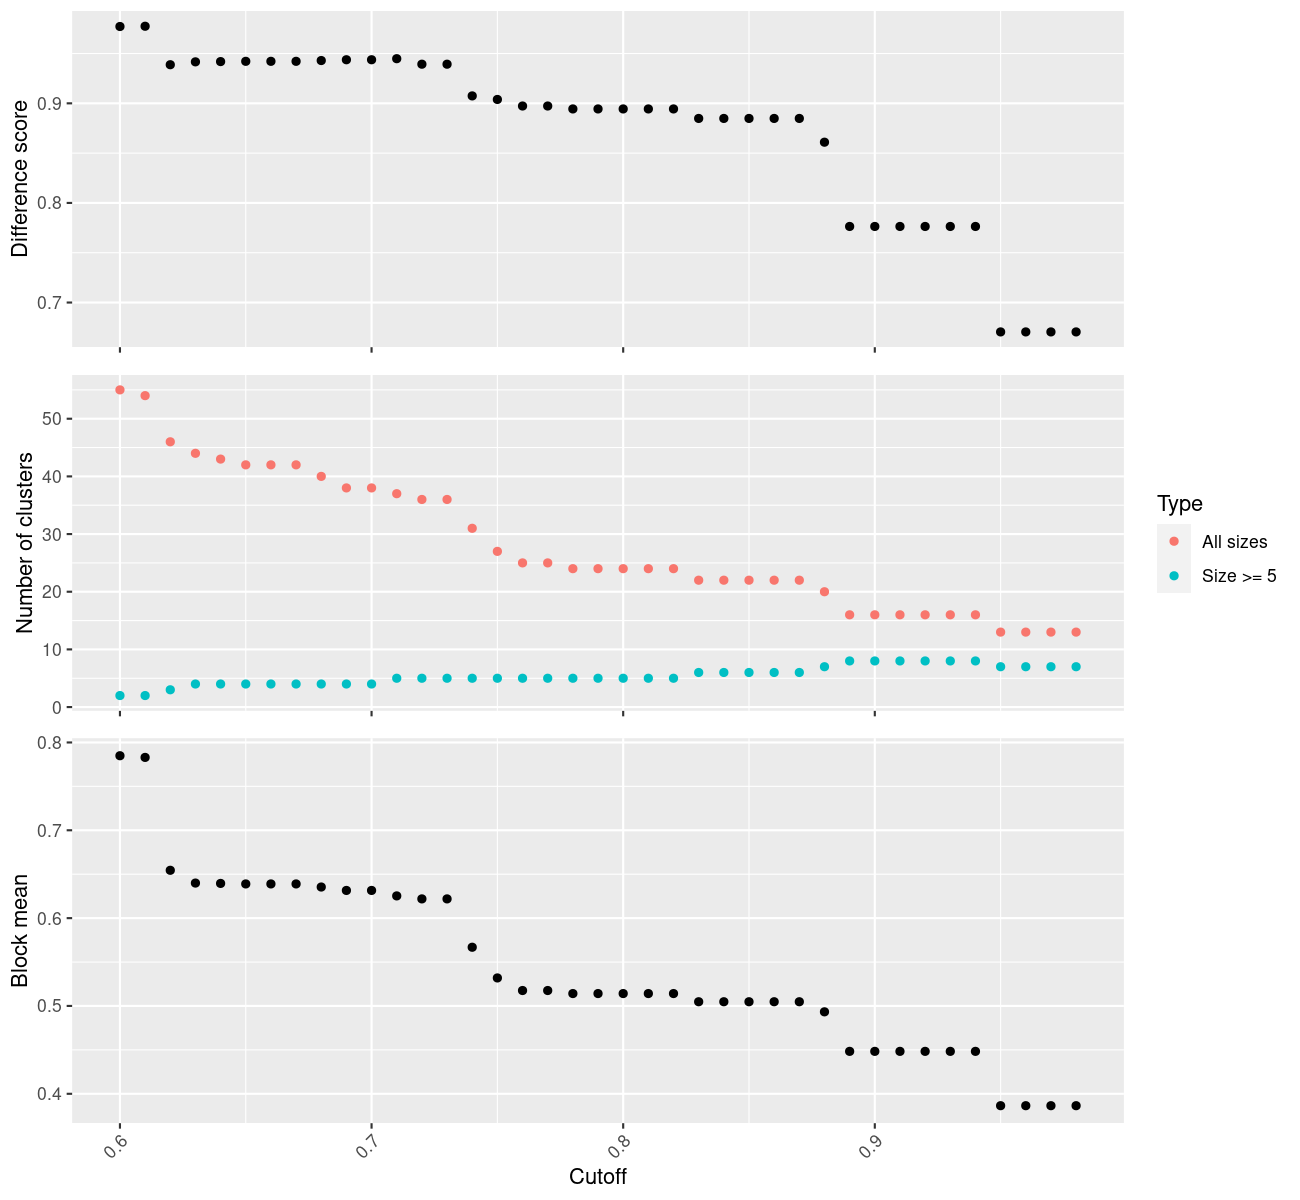 Difference score
0.9
0.8
0.7
Number of clusters
50
40
30
20
10
0
Type
All sizes
Size >= 5
Block mean
0.8
0.7
0.6
0.5
0.4
0.6
0.7
0.8
0.9
Cutoff